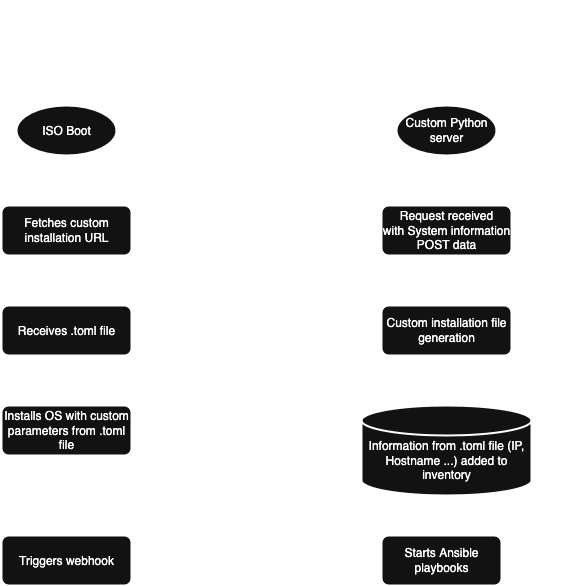 ISO Boot
Custom Python
server
Fetches custom
installation URL
Request received
with System information
POST data
Receives .toml file
Custom installation file
generation
Installs OS with custom
parameters from .toml
file
Information from .toml file (IP,
Hostname ...) added to
inventory
Triggers webhook
Starts Ansible
playbooks